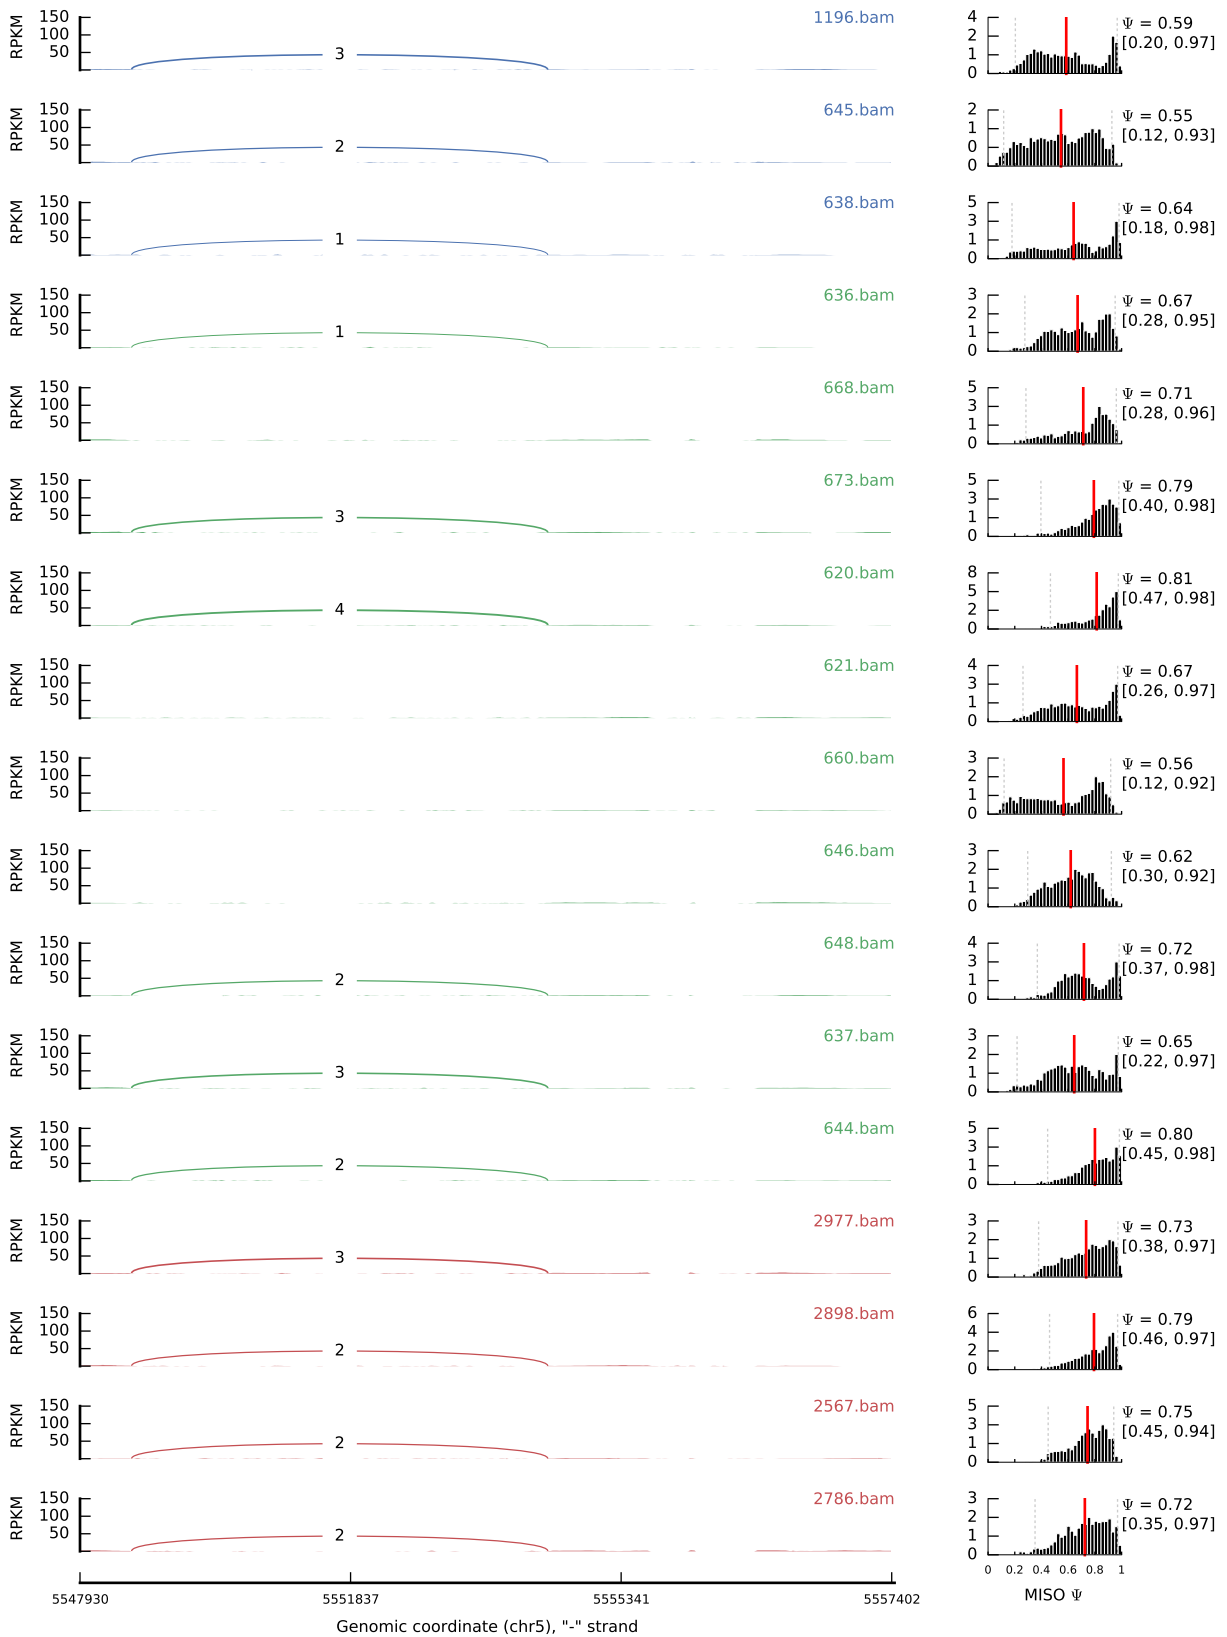 RPKM
150
100
50
1196.bam
3
4
3
1
0
Ψ = 0.59
[0.20, 0.97]
RPKM
150
100
50
645.bam
2
2
1
0
0
Ψ = 0.55
[0.12, 0.93]
RPKM
150
100
50
638.bam
1
5
3
1
0
Ψ = 0.64
[0.18, 0.98]
RPKM
150
100
50
636.bam
1
3
2
1
0
Ψ = 0.67
[0.28, 0.95]
RPKM
150
100
50
668.bam
5
3
1
0
Ψ = 0.71
[0.28, 0.96]
RPKM
150
100
50
673.bam
3
5
3
1
0
Ψ = 0.79
[0.40, 0.98]
RPKM
150
100
50
620.bam
4
8
5
2
0
Ψ = 0.81
[0.47, 0.98]
RPKM
150
100
50
621.bam
4
3
1
0
Ψ = 0.67
[0.26, 0.97]
RPKM
150
100
50
660.bam
3
2
1
0
Ψ = 0.56
[0.12, 0.92]
RPKM
150
100
50
646.bam
3
2
1
0
Ψ = 0.62
[0.30, 0.92]
RPKM
150
100
50
648.bam
2
4
3
1
0
Ψ = 0.72
[0.37, 0.98]
RPKM
150
100
50
637.bam
3
3
2
1
0
Ψ = 0.65
[0.22, 0.97]
RPKM
150
100
50
644.bam
2
5
3
1
0
Ψ = 0.80
[0.45, 0.98]
RPKM
150
100
50
2977.bam
3
3
2
1
0
Ψ = 0.73
[0.38, 0.97]
RPKM
150
100
50
2898.bam
2
6
4
2
0
Ψ = 0.79
[0.46, 0.97]
RPKM
150
100
50
2567.bam
2
5
3
1
0
Ψ = 0.75
[0.45, 0.94]
RPKM
150
100
50
2786.bam
2
3
2
1
0
Ψ = 0.72
[0.35, 0.97]
0 0.2 0.4 0.6 0.8 1
MISO Ψ
5547930 5551837 5555341 5557402
Genomic coordinate (chr5), "-" strand